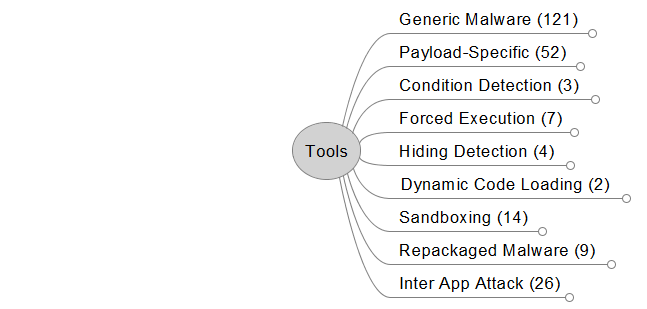 Generic Malware (121)
Payload-Specific (52)
Condition Detection (3)
Forced Execution (7)
Tools
Hiding Detection (4)
Dynamic Code Loading (2)
Sandboxing (14)
Repackaged Malware (9)
Inter App Attack (26)